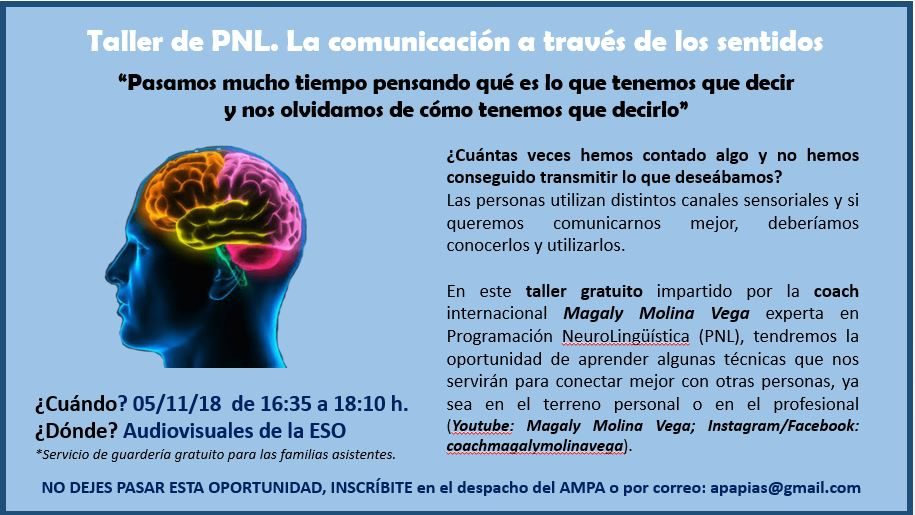 Taller de PNL. La comunicación a través de los sentidos
“Pasamos mucho tiempo pensando qué es lo que tenemos que decir
y nos olvidamos de cómo tenemos que decirlo”
¿Cuántas veces hemos contado algo y no hemos
conseguido transmitir lo que deseábamos?
Las personas utilizan distintos canales sensoriales y si
queremos comunicarnos mejor, deberíamos
conocerlos y utilizarlos.
En este taller gratuito impartido por la coach
internacional Magaly Molina Vega experta en
Programación NeuroLingüística (PNL), tendremos la
oportunidad de aprender algunas técnicas que nos
servirán para conectar mejor con otras personas, ya
sea en el terreno personal o en el profesional
(Youtube: Magaly Molina Vega; Instagram/Facebook:
coachmagalymolinavega).
¿Cuándo? 05/11/18 de 16:35 a 18:10 h.
¿Dónde? Audiovisuales de la ESO
*Servicio de guardería gratuito para las familias asistentes.
NO DEJES PASAR ESTA OPORTUNIDAD, INSCRÍBITE en el despacho del AMPA o por correo: apapias@gmail.com